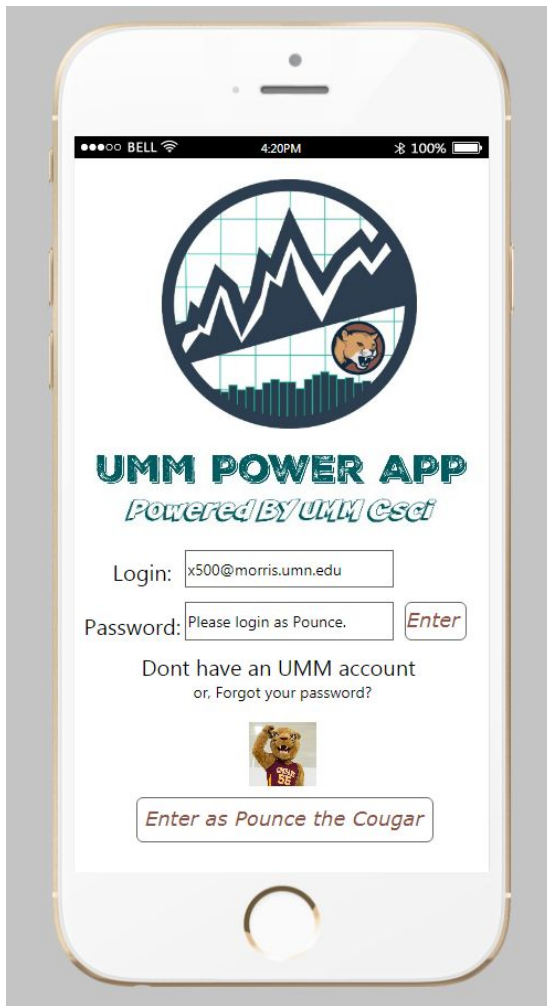 BELL 4:20PM 100%
UMM POWER APP
Powered BY UMM Csci
Login: x500@morris.umn.edu
Password: Please login as Pounce. Enter
Dont have an UMM account
or, Forgot your password?
56
Enter as Pounce the Cougar